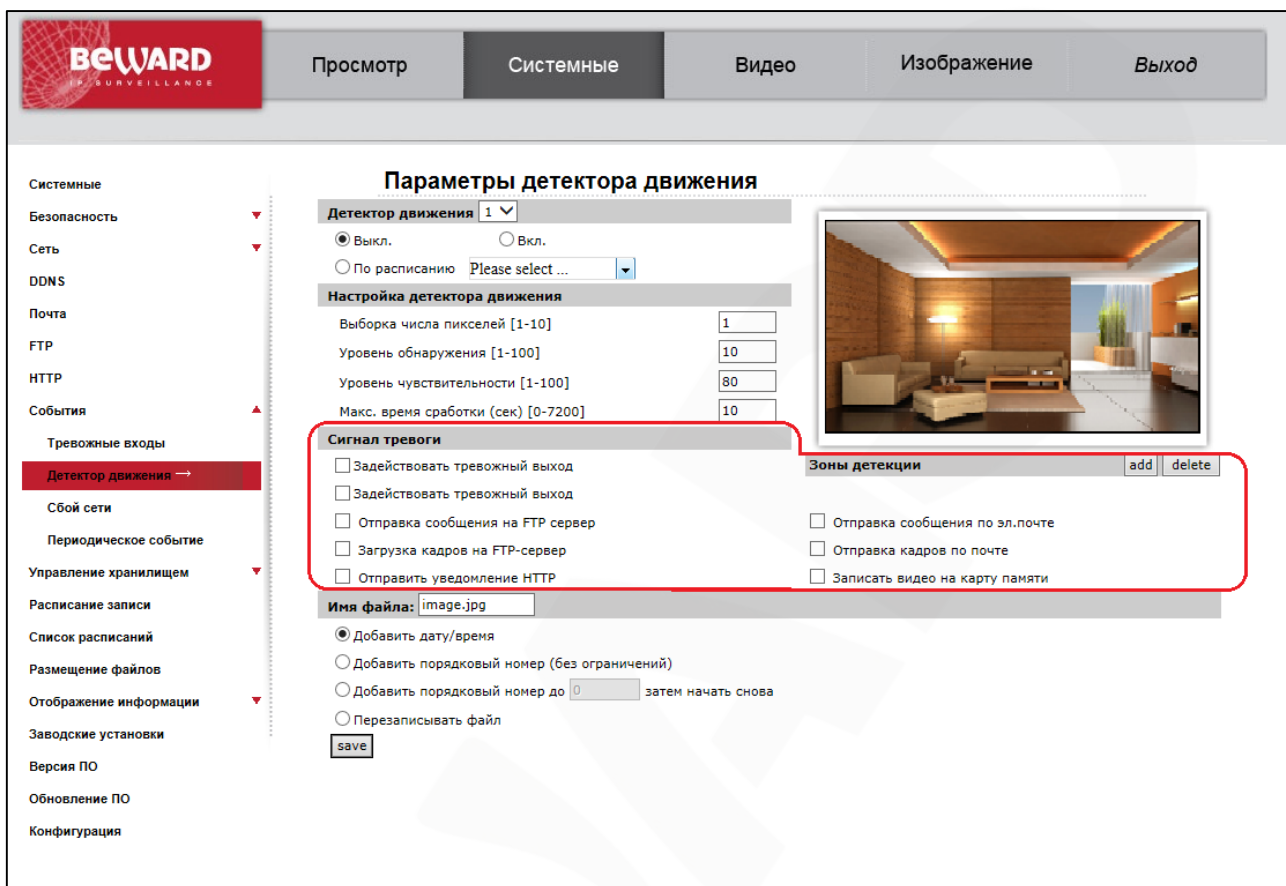 BEWARD
IP SURVEILLANCE
Просмотр
Системные
Видео
Изображение
Выход
Системные
Безопасность
Сеть
DDNS
Почта
FTP
HTTP
События
Тревожные входы
Детектор движения →
Сбой сети
Периодическое событие
Управление хранилищем
Расписание записи
Список расписаний
Размещение файлов
Отображение информации
Заводские установки
Версия ПО
Обновление ПО
Конфигурация
Параметры детектора движения
Детектор движения 1
Выкл. Вкл.
По расписанию Please select ...
Настройка детектора движения
Выборка числа пикселей [1-10] 1
Уровень обнаружения [1-100] 10
Уровень чувствительности [1-100] 80
Макс. время сработки (сек) [0-7200] 10
Сигнал тревоги
Зоны детекции add delete
Задействовать тревожный выход
Задействовать тревожный выход
Отправка сообщения на FTP сервер Отправка сообщения по эл.почте
Загрузка кадров на FTP-сервер Отправка кадров по почте
Отправить уведомление HTTP Записать видео на карту памяти
Имя файла: image.jpg
Добавить дату/время
Добавить порядковый номер (без ограничений)
Добавить порядковый номер до 0 затем начать снова
Перезаписывать файл
save